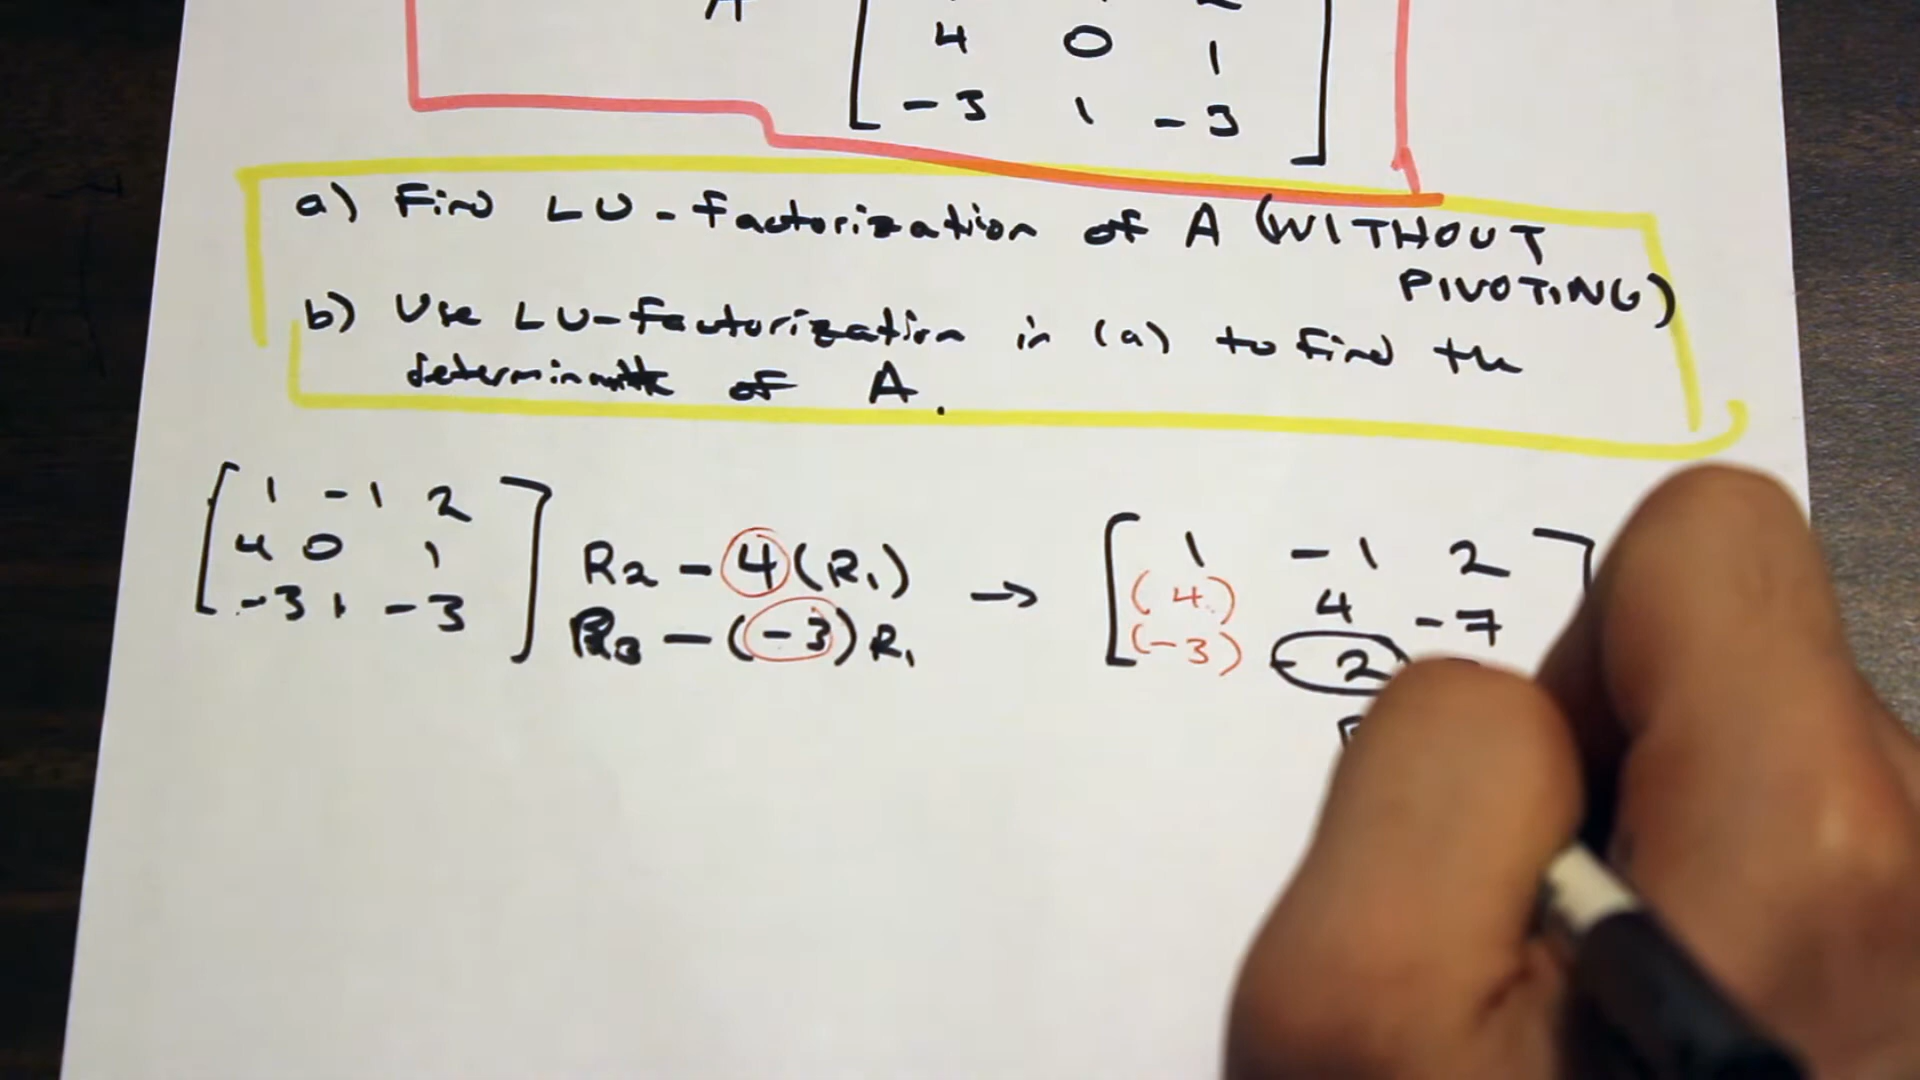 A
4 0 1
-3 1 -3
a) Find LU-factorization of A (WITHOUT
PIVOTING)
b) Use LU-factorization in (a) to find the
of A.
1 -1 2
4 0 1
-3 1 -3
R2 - 4(R1)
R3 - (-3)R1
→
1 -1 2
(4) 4 -7
(-3) -2